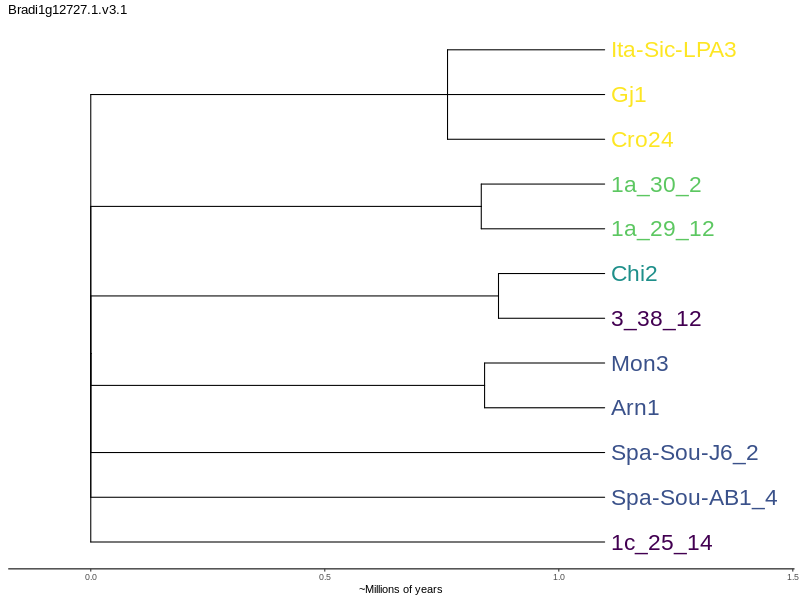 Bradi1g12727.1.v3.1
Ita-Sic-LPA3
Gj1
Cro24
1a_30_2
1a_29_12
Chi2
3_38_12
Mon3
Arn1
Spa-Sou-J6_2
Spa-Sou-AB1_4
1c_25_14
0.0 0.5 1.0 1.5
~Millions of years